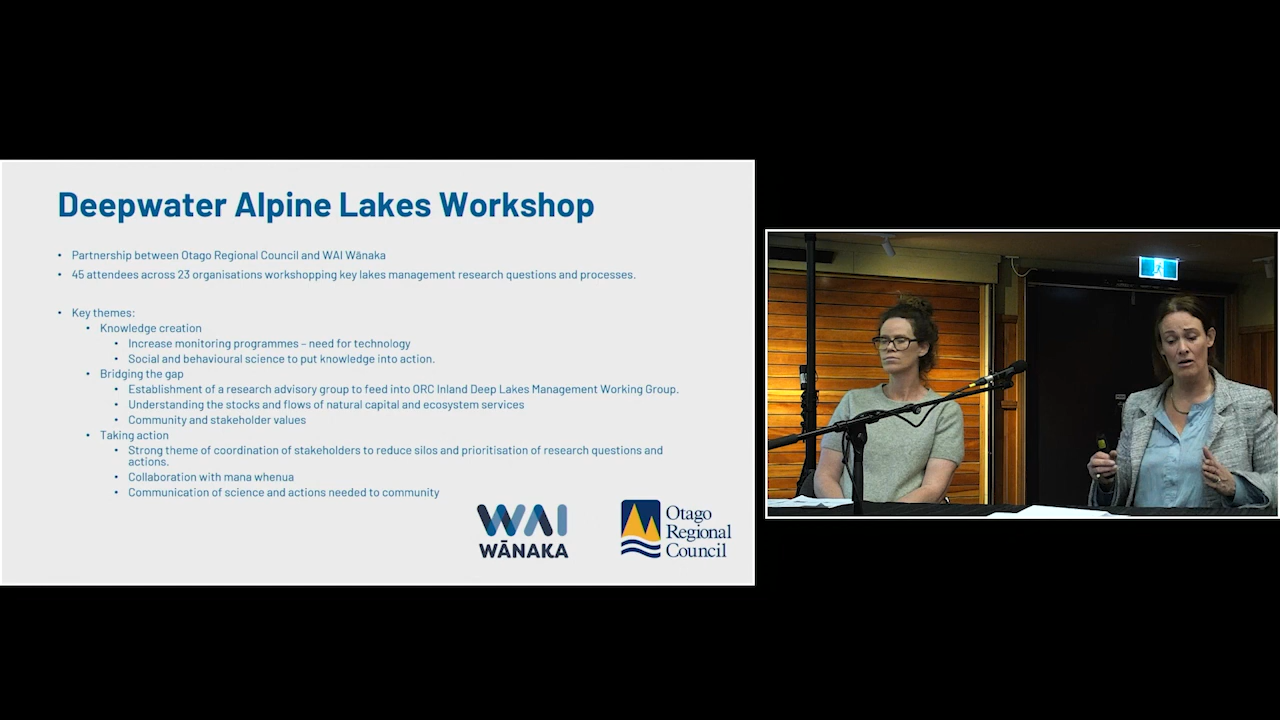 Deepwater Alpine Lakes Workshop
• Partnership between Otago Regional Council and WAI Wānaka
• 45 attendees across 23 organisations workshopping key lakes management research questions and processes.
• Key themes:
• Knowledge creation
• Increase monitoring programmes – need for technology
• Social and behavioural science to put knowledge into action.
• Bridging the gap
• Establishment of a research advisory group to feed into ORC Inland Deep Lakes Management Working Group.
• Understanding the stocks and flows of natural capital and ecosystem services
• Community and stakeholder values
• Taking action
• Strong theme of coordination of stakeholders to reduce silos and prioritisation of research questions and
actions.
• Collaboration with mana whenua
• Communication of science and actions needed to community
WAI
WĀNAKA
Otago
Regional
Council